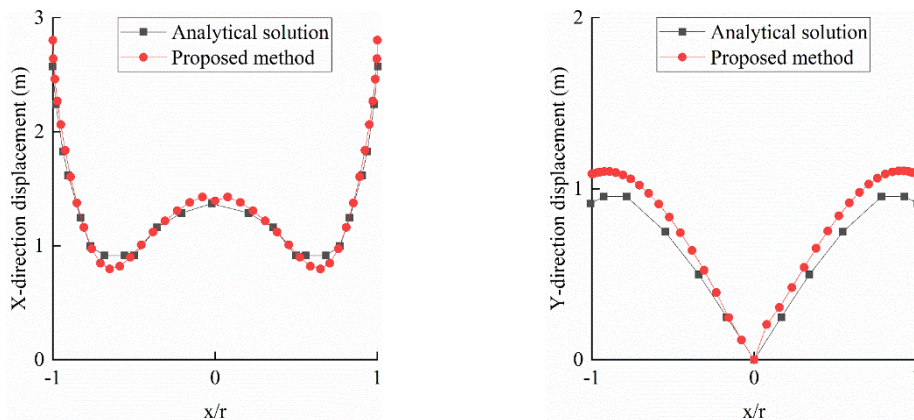 3
2
1
0
X-direction displacement (m)
Analytical solution
Proposed method
-1
0
1
x/r
2
1
0
Y-direction displacement (m)
Analytical solution
Proposed method
-1
0
1
x/r